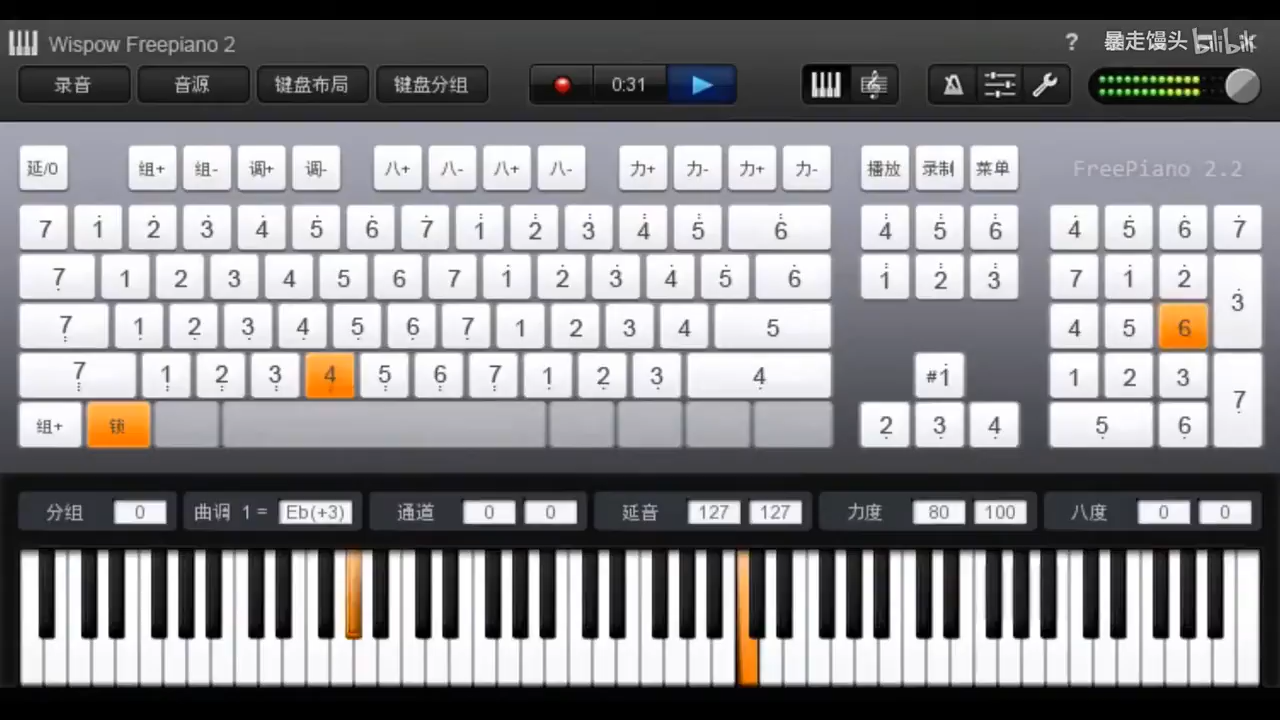 Wispow Freepiano 2 ? 暴走馒头 bilibili
录音 音源 键盘布局 键盘分组 0:31
延/0 组+ 组- 调+ 调- 八+ 八- 八+ 八- 力+ 力- 力+ 力- 播放 录制 菜单 FreePiano 2.2
7 1 2 3 4 5 6 7 1 2 3 4 5 6 4 5 6 4 5 6 7
7 1 2 3 4 5 6 7 1 2 3 4 5 6 1 2 3 7 1 2 3
7 1 2 3 4 5 6 7 1 2 3 4 5 4 5 6
7 1 2 3 4 5 6 7 1 2 3 4 #1 1 2 3 7
组+ 锁 2 3 4 5 6
分组 0 曲调 1 = Eb(+3) 通道 0 0 延音 127 127 力度 80 100 八度 0 0